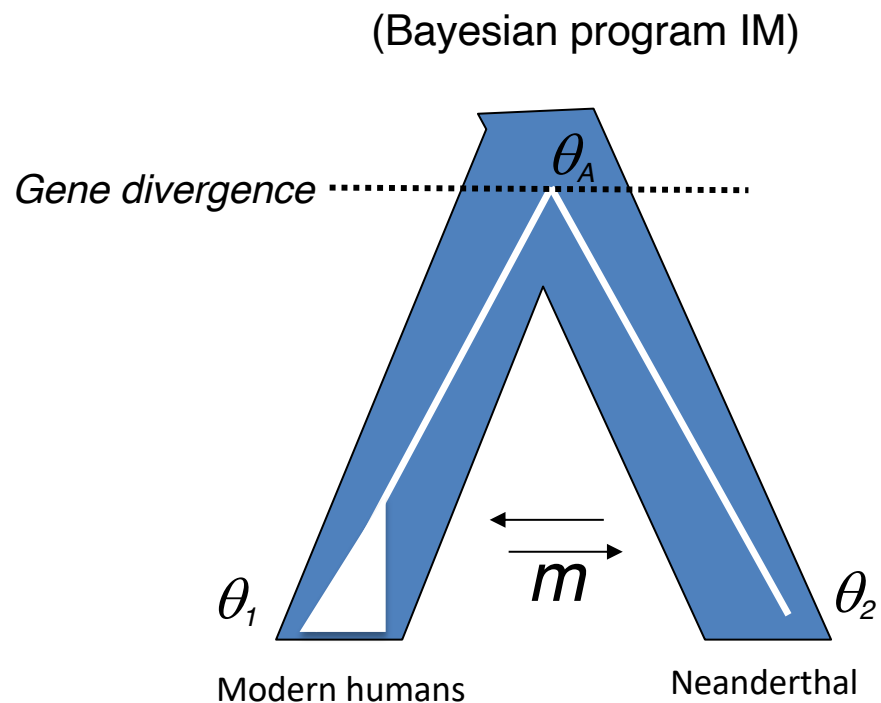 (Bayesian program IM)
θA
Gene divergence
m
θ1
θ2
Modern humans
Neanderthal